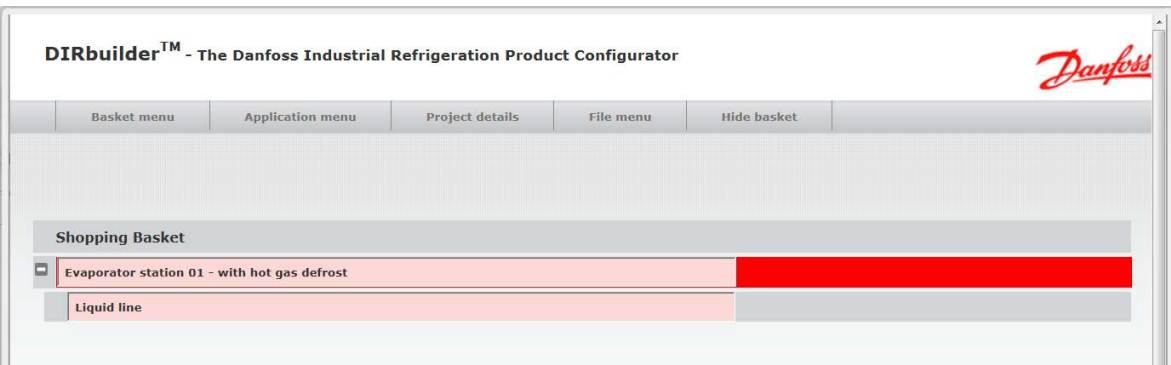 DIRbuilder™ - The Danfoss Industrial Refrigeration Product Configurator
Danfoss
Basket menu Application menu Project details File menu Hide basket
Shopping Basket
Evaporator station 01 - with hot gas defrost
Liquid line